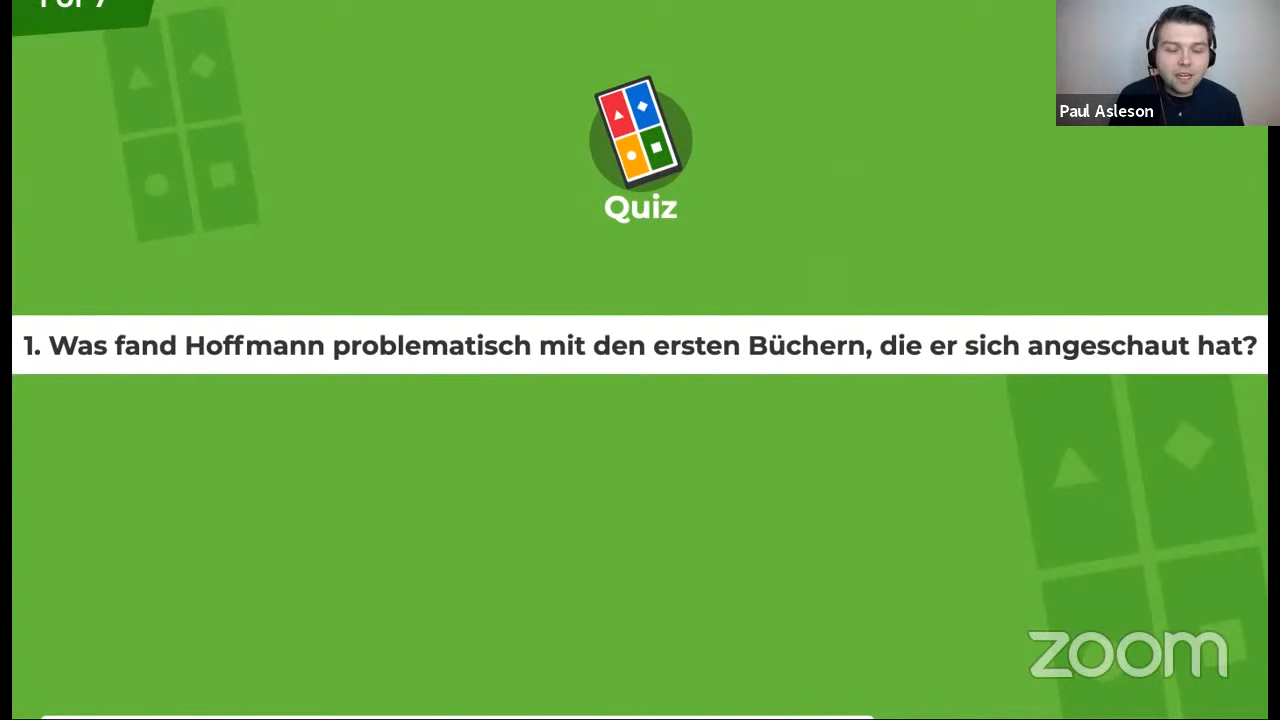 Paul Asleson
Quiz
1. Was fand Hoffmann problematisch mit den ersten Büchern, die er sich angeschaut hat?
zoom